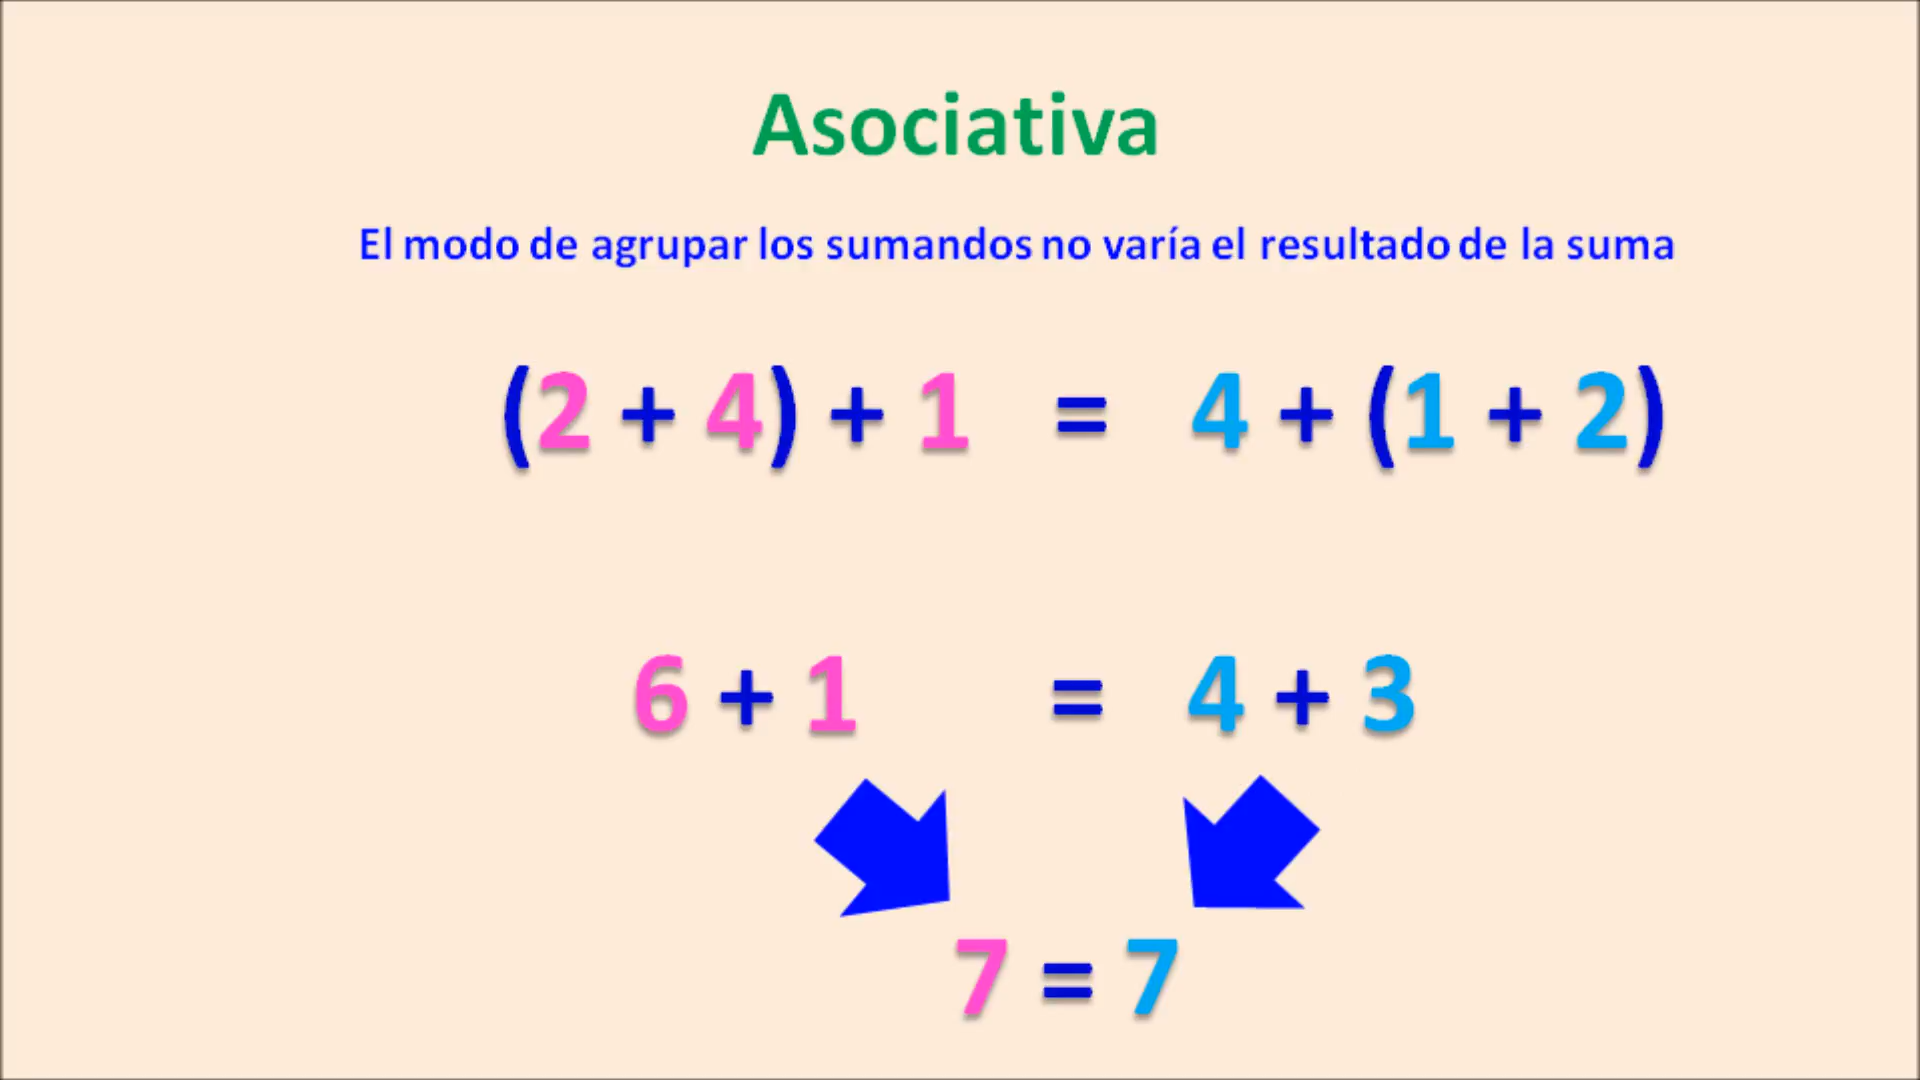 Asociativa
El modo de agrupar los sumandos no varía el resultado de la suma
(2 + 4) + 1 = 4 + (1 + 2)
6 + 1 = 4 + 3
7 = 7